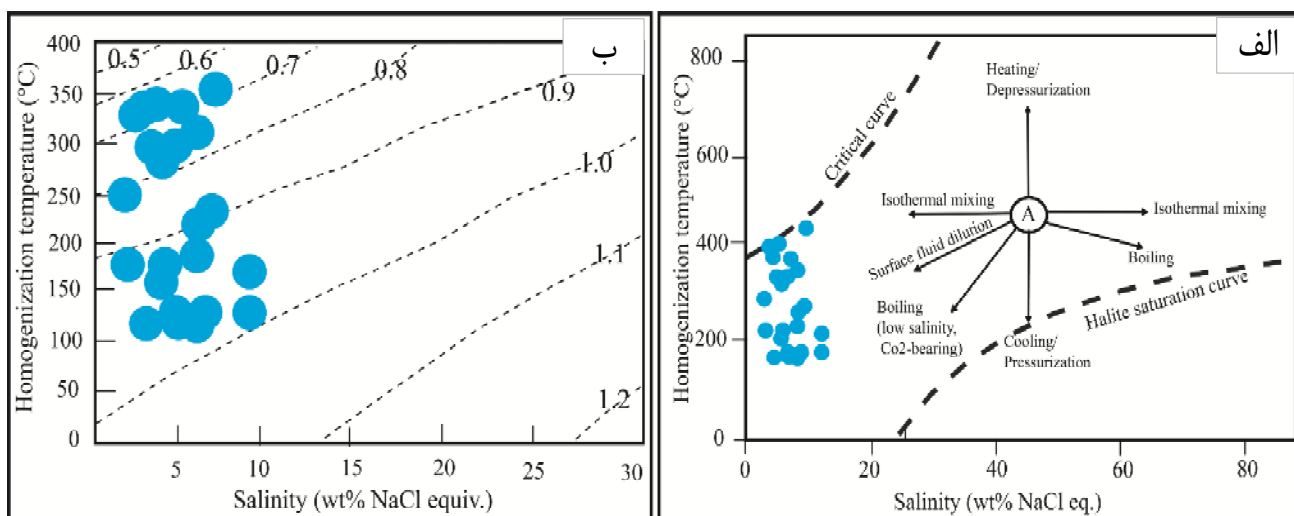 ب
400
350
300
250
200
150
100
50
0
Homogenization temperature (°C)
0.5
0.6
0.7
0.8
0.9
1.0
1.1
1.2
5
10
15
20
25
30
Salinity (wt% NaCl equiv.)
الف
800
600
400
200
0
Homogenization temperature (°C)
Critical curve
Heating/
Depressurization
Isothermal mixing
A
Isothermal mixing
Surface fluid dilurion
Boiling
Boiling
(low salinity,
Co2-bearing)
Cooling/
Pressurization
Halite saturation curve
0
20
40
60
80
Salinity (wt% NaCl eq.)